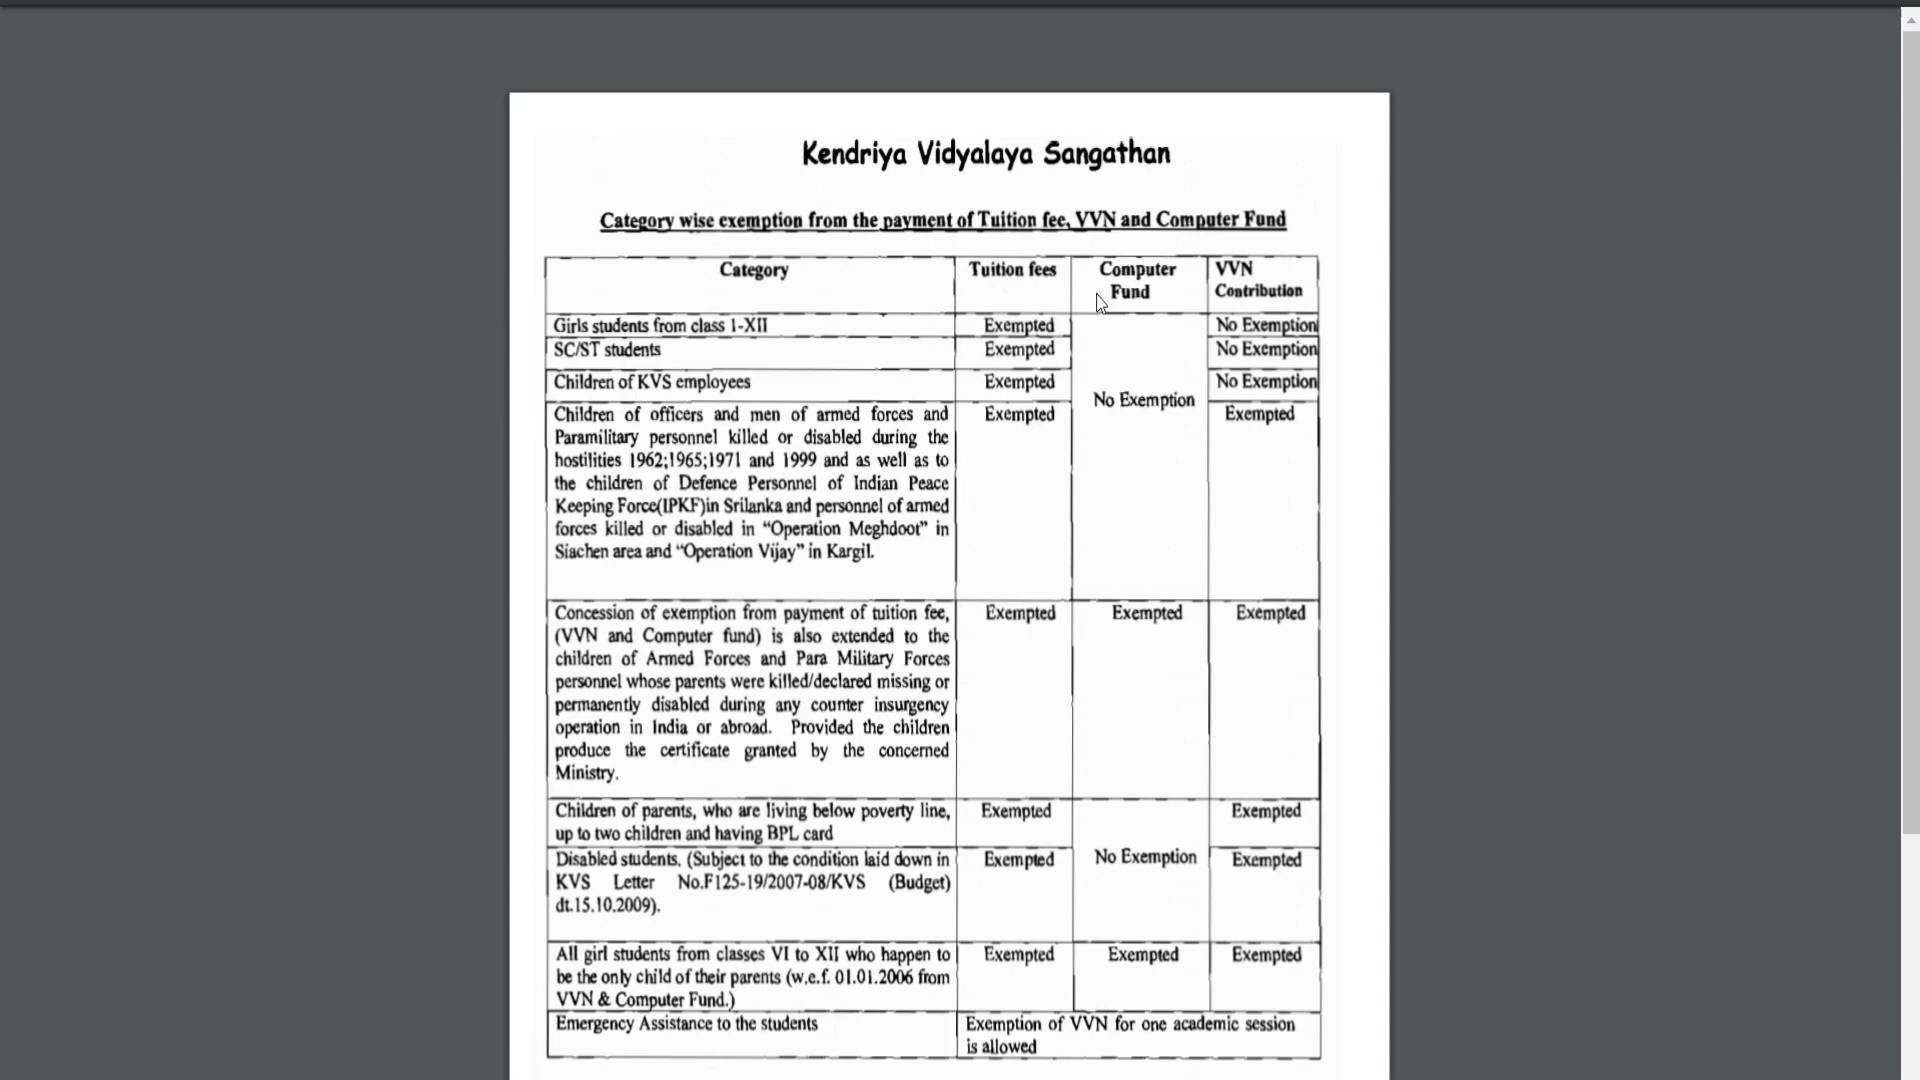 Kendriya Vidyalaya Sangathan
Category wise exemption from the payment of Tuition fee, VVN and Computer Fund
Category Tuition fees Computer Fund VVN Contribution
Girls students from class 1-XII Exempted No Exemption
SC/ST students Exempted No Exemption
Children of KVS employees Exempted No Exemption
No Exemption
Children of officers and men of armed forces and Exempted Exempted
Paramilitary personnel killed or disabled during the
hostilities 1962;1965;1971 and 1999 and as well as to
the children of Defence Personnel of Indian Peace
Keeping Force(IPKF)in Srilanka and personnel of armed
forces killed or disabled in “Operation Meghdoot” in
Siachen area and “Operation Vijay” in Kargil.
Concession of exemption from payment of tuition fee, Exempted Exempted Exempted
(VVN and Computer fund) is also extended to the
children of Armed Forces and Para Military Forces
personnel whose parents were killed/declared missing or
permanently disabled during any counter insurgency
operation in India or abroad. Provided the children
produce the certificate granted by the concerned
Ministry.
Children of parents, who are living below poverty line, Exempted Exempted
up to two children and having BPL card
Disabled students, (Subject to the condition laid down in Exempted No Exemption Exempted
KVS Letter No.F125-19/2007-08/KVS (Budget)
dt.15.10.2009).
All girl students from classes VI to XII who happen to Exempted Exempted Exempted
be the only child of their parents (w.e.f. 01.01.2006 from
VVN & Computer Fund.)
Emergency Assistance to the students Exemption of VVN for one academic session
is allowed